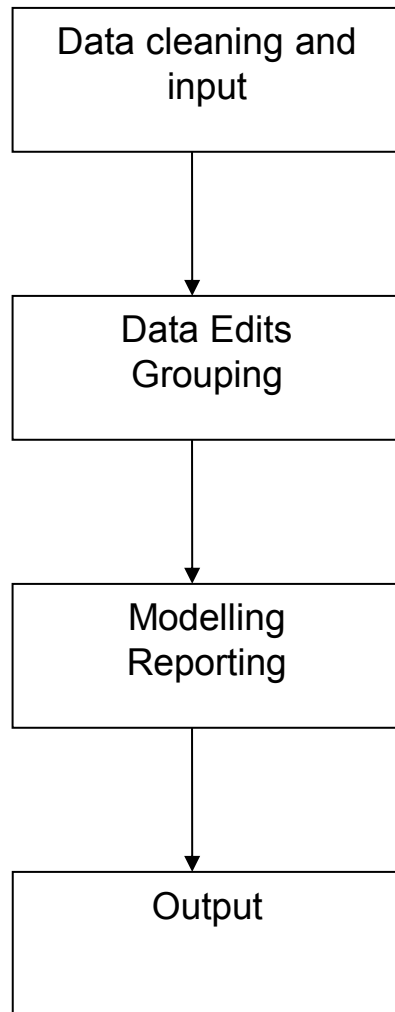 Data cleaning and
input
Data Edits
Grouping
Modelling
Reporting
Output